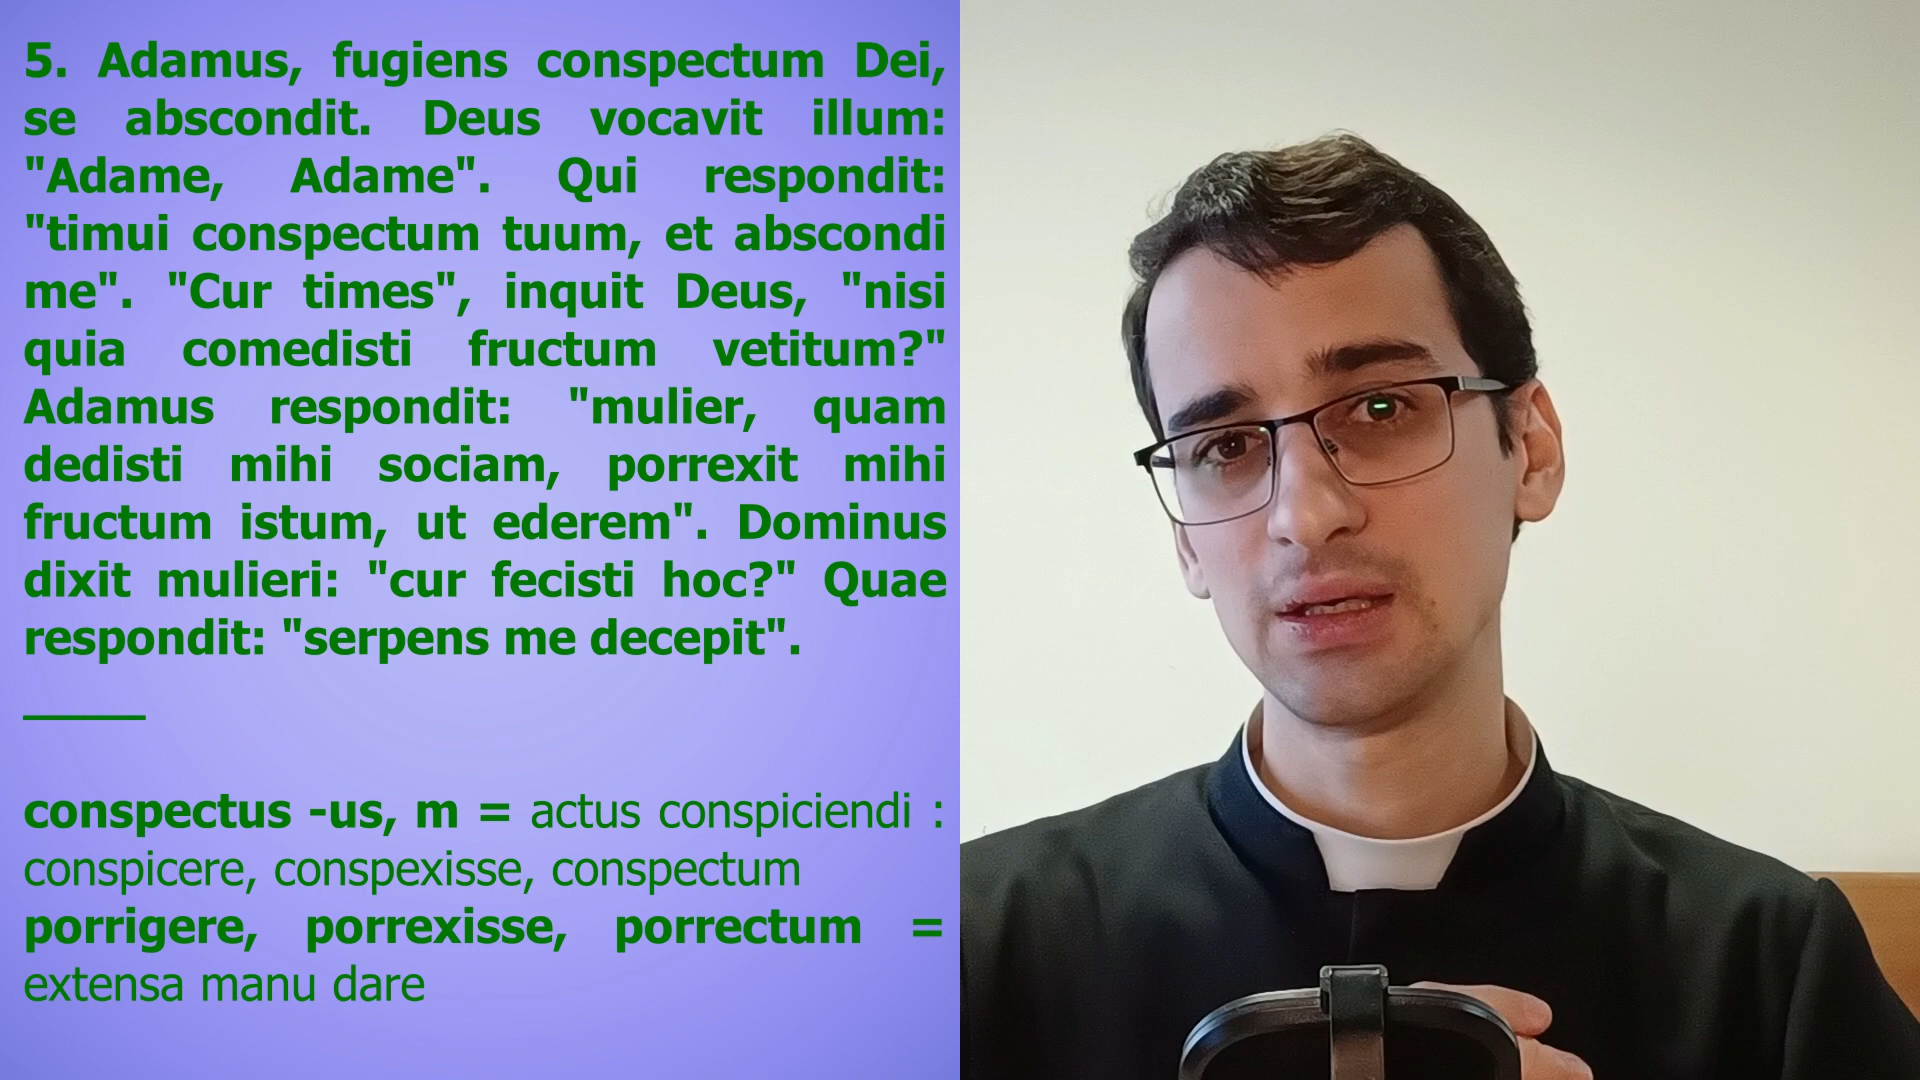 5. Adamus, fugiens conspectum Dei,
se abscondit. Deus vocavit illum:
"Adame, Adame". Qui respondit:
"timui conspectum tuum, et abscondi
me". "Cur times", inquit Deus, "nisi
quia comedisti fructum vetitum?"
Adamus respondit: "mulier, quam
dedisti mihi sociam, porrexit mihi
fructum istum, ut ederem". Dominus
dixit mulieri: "cur fecisti hoc?" Quae
respondit: "serpens me decepit".
_____
conspectus -us, m = actus conspiciendi :
conspicere, conspexisse, conspectum
porrigere, porrexisse, porrectum =
extensa manu dare